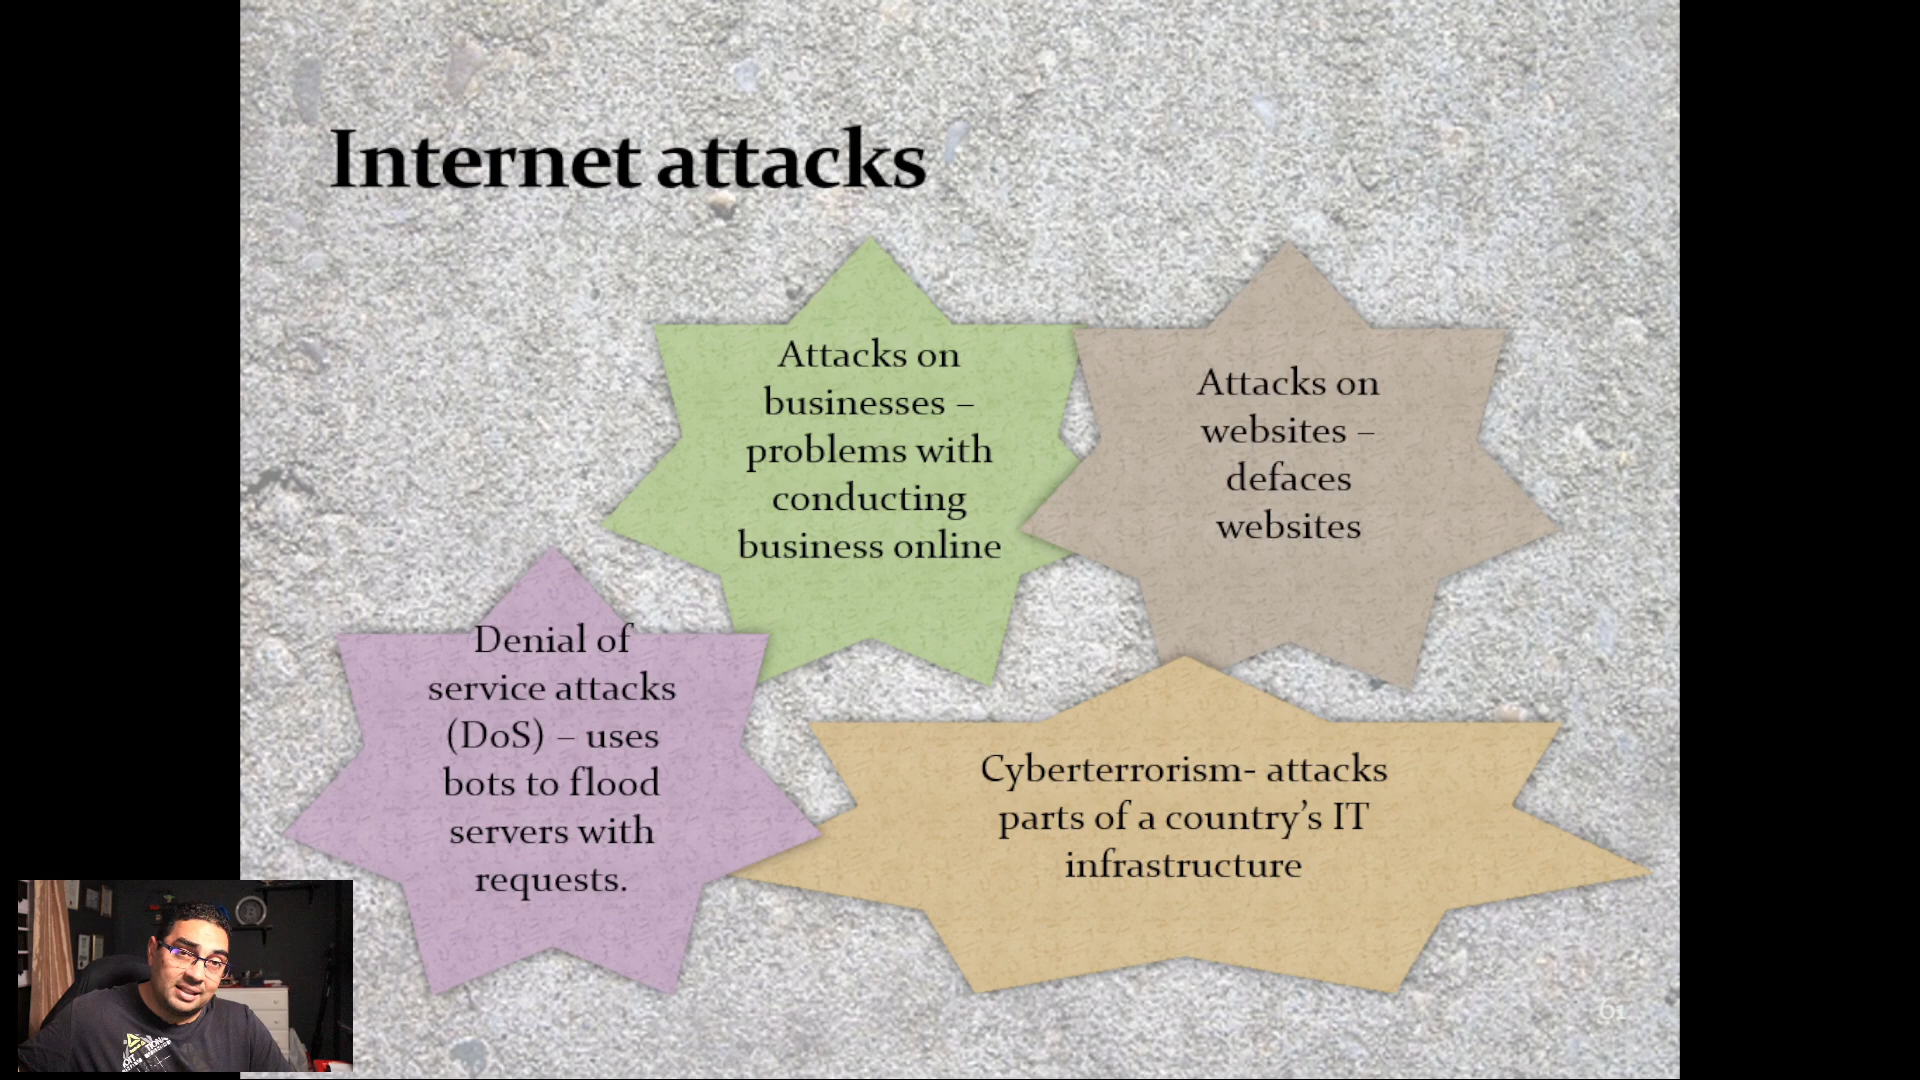 Internet attacks
Attacks on
businesses –
problems with
conducting
business online
Attacks on
websites –
defaces
websites
Denial of
service attacks
(DoS) – uses
bots to flood
servers with
requests.
Cyberterrorism- attacks
parts of a country’s IT
infrastructure
61